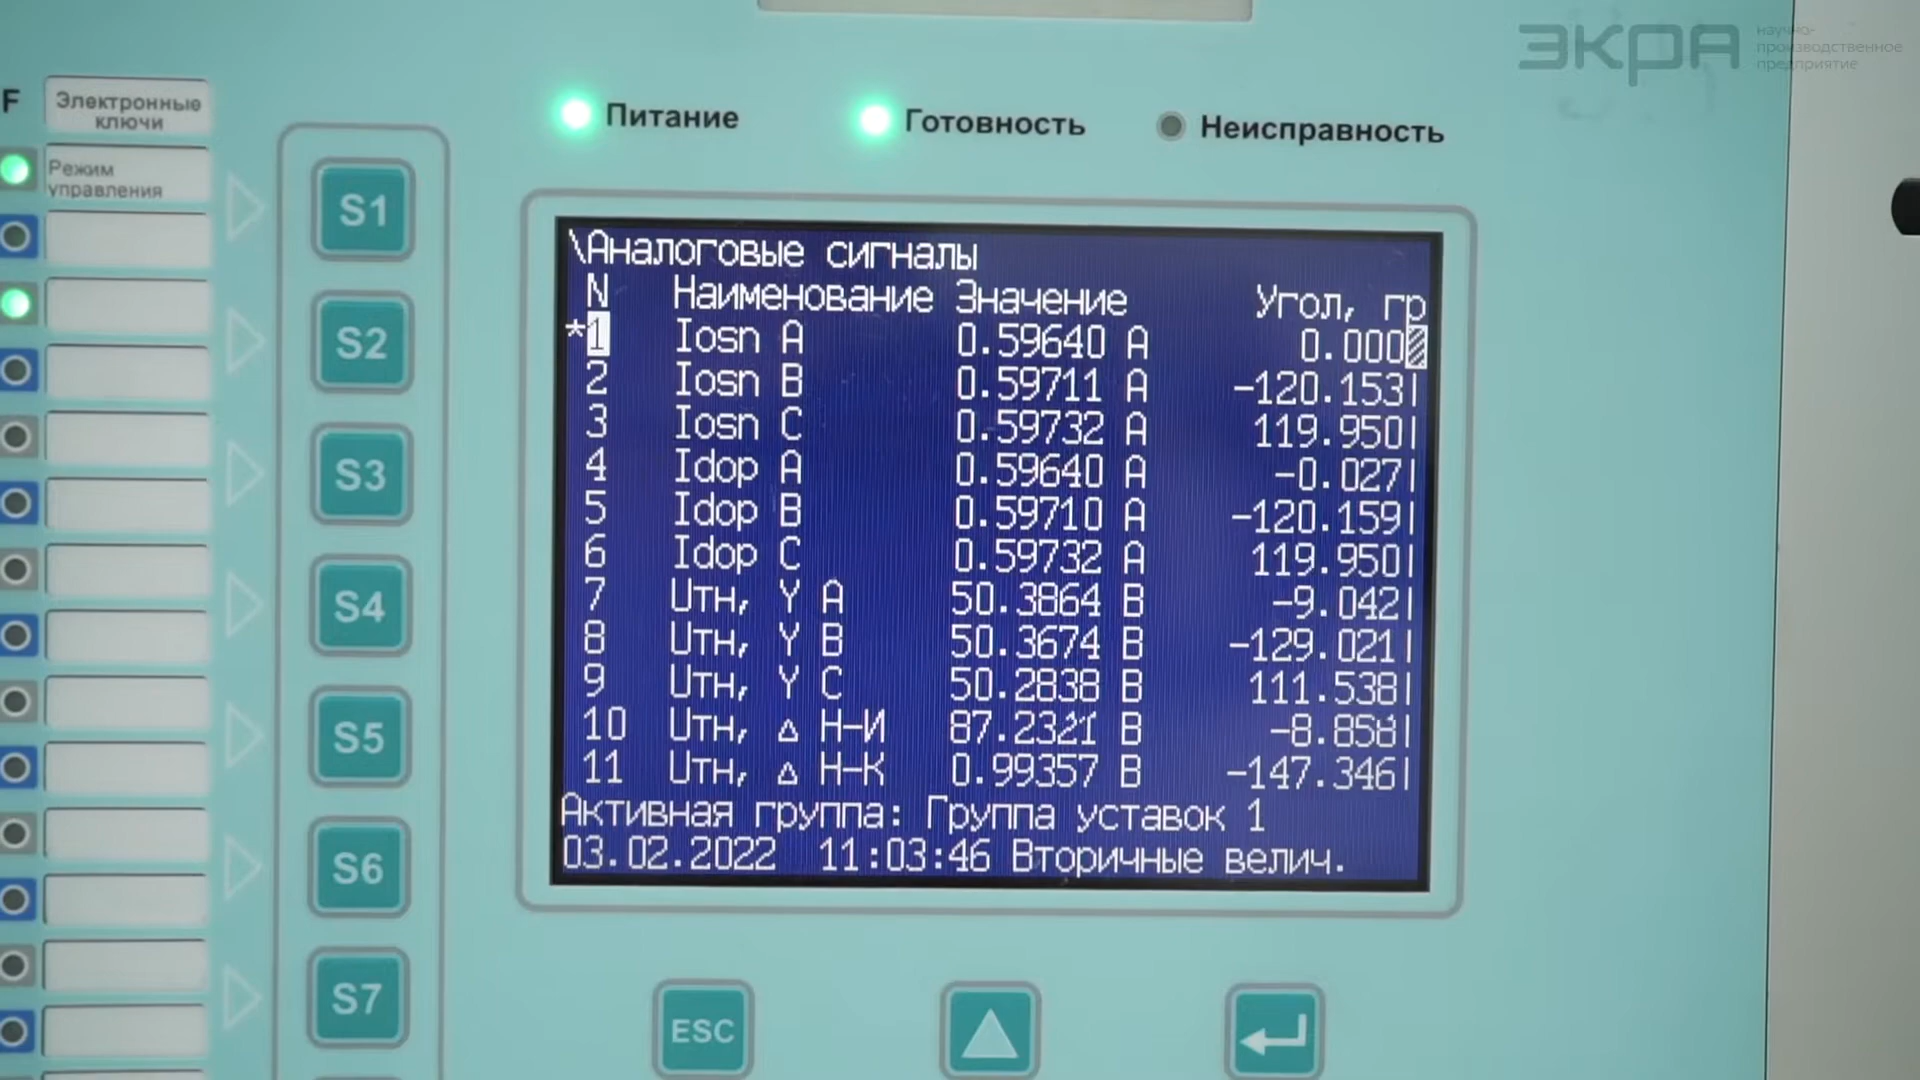 ЭКРА
научно-
производственное
предприятие
F
Электронные
ключи
Режим
управления
Питание
Готовность
Неисправность
S1
S2
S3
S4
S5
S6
S7
\Аналоговые сигналы
N Наименование Значение Угол, гр
*1 Iosn A 0.59640 А 0.000
2 Iosn B 0.59711 А -120.153
3 Iosn C 0.59732 А 119.950
4 Idop A 0.59640 А -0.027
5 Idop B 0.59710 А -120.159
6 Idop C 0.59732 А 119.950
7 Uтн, Y A 50.3864 В -9.042
8 Uтн, Y B 50.3674 В -129.021
9 Uтн, Y C 50.2838 В 111.538
10 Uтн, Δ Н-И 87.2321 В -8.858
11 Uтн, Δ Н-К 0.99357 В -147.346
Активная группа: Группа уставок 1
03.02.2022 11:03:46 Вторичные велич.
ESC